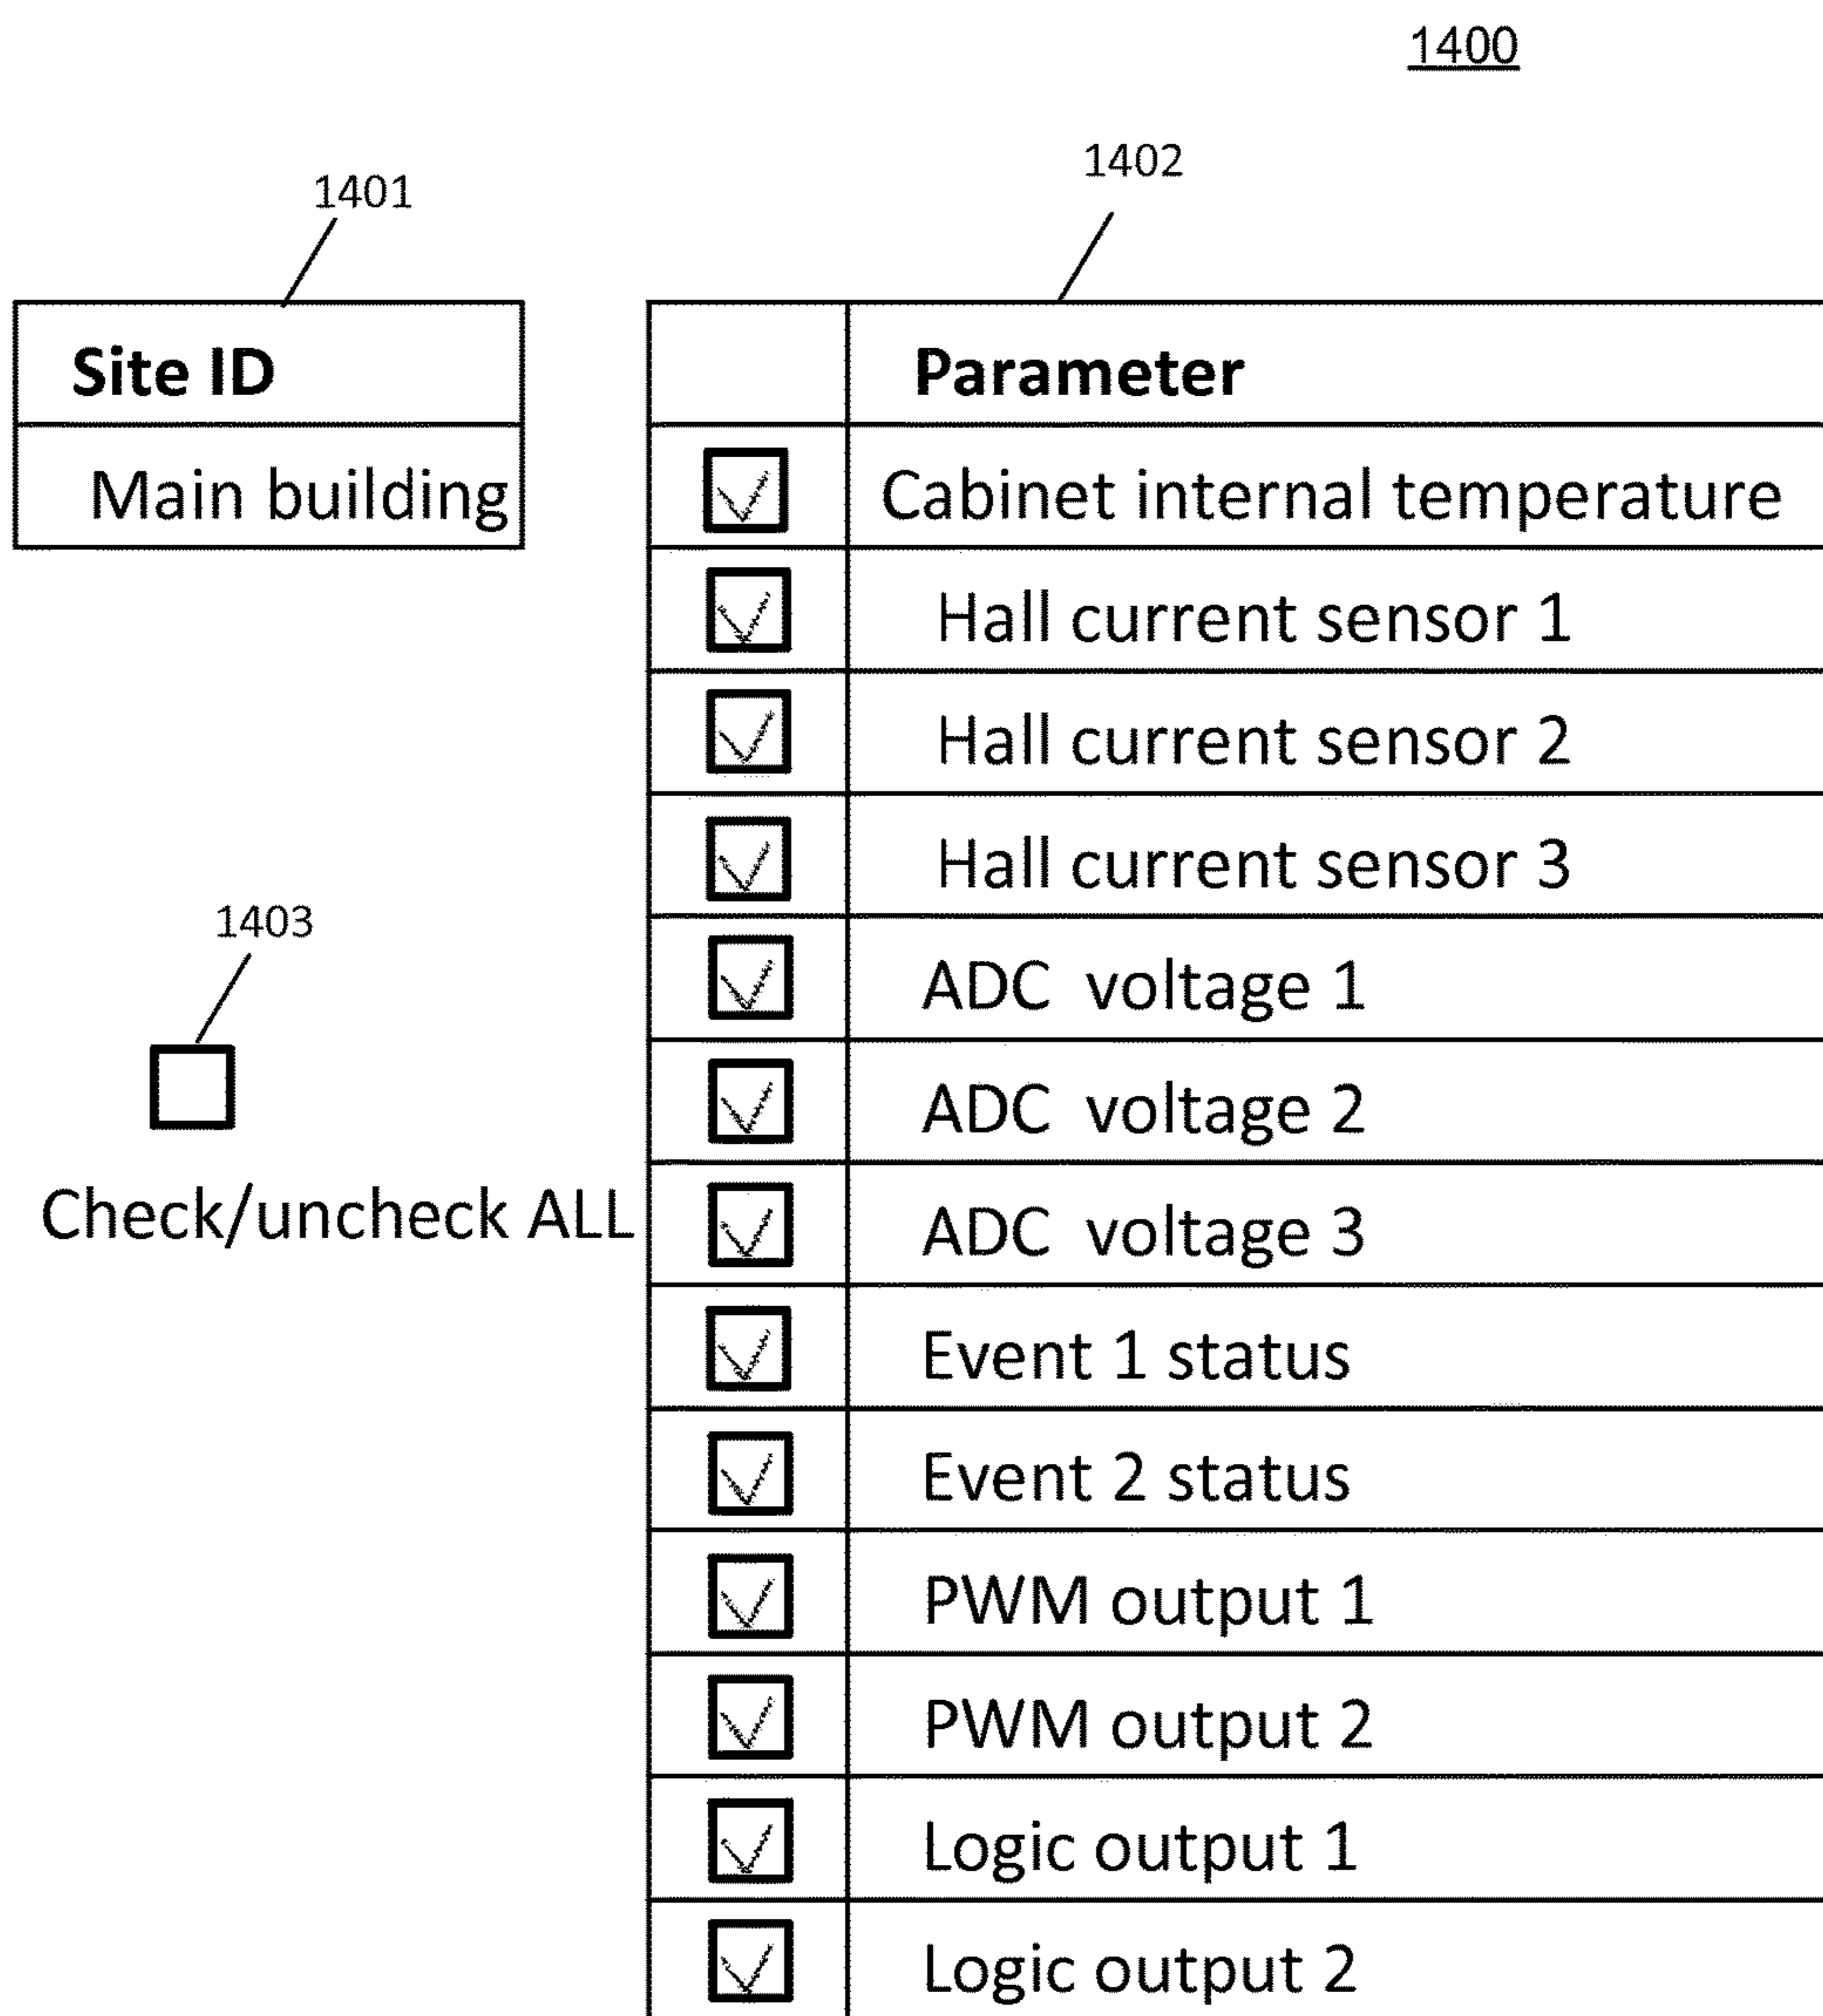 1400
1401
1402
Site ID
Main building
Parameter
Cabinet internal temperature
Hall current sensor 1
Hall current sensor 2
Hall current sensor 3
1403
Check/uncheck ALL
ADC voltage 1
ADC voltage 2
ADC voltage 3
Event 1 status
Event 2 status
PWM output 1
PWM output 2
Logic output 1
Logic output 2